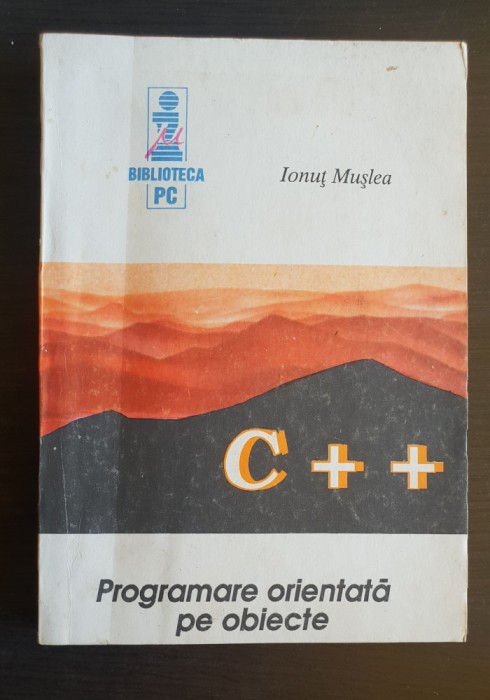 μ
BIBLIOTECA
PC
Ionuţ Muşlea
C++
Programare orientată
pe obiecte